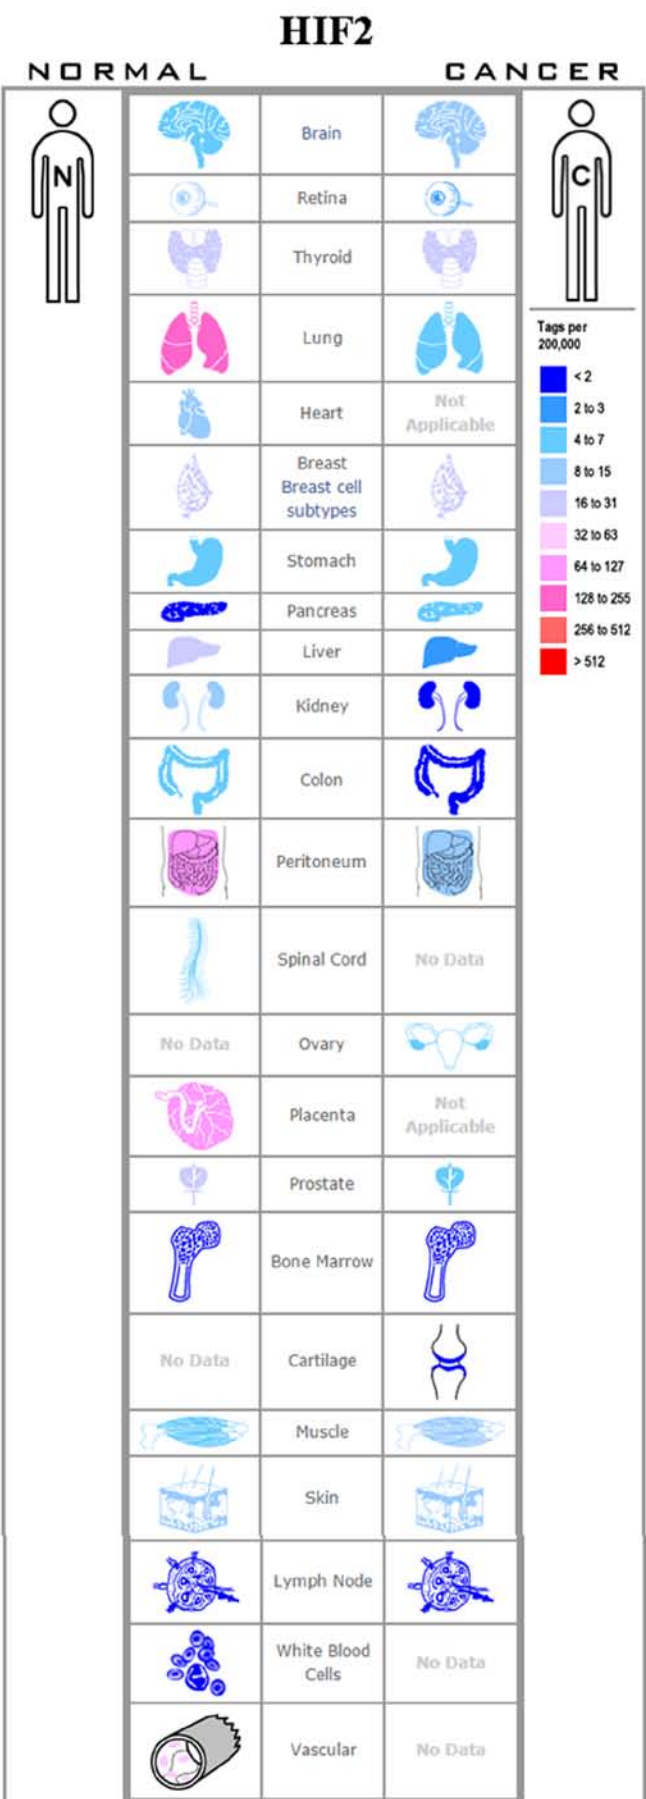 HIF2
NORMAL
CANCER
N
C
Brain
Retina
Thyroid
Lung
Heart
Not
Applicable
Breast
Breast cell
subtypes
Stomach
Pancreas
Liver
Kidney
Colon
Peritoneum
Spinal Cord
No Data
No Data
Ovary
Placenta
Not
Applicable
Prostate
Bone Marrow
No Data
Cartilage
Muscle
Skin
Lymph Node
White Blood
Cells
No Data
Vascular
No Data
Tags per
200,000
< 2
2 to 3
4 to 7
8 to 15
16 to 31
32 to 63
64 to 127
128 to 255
256 to 512
> 512